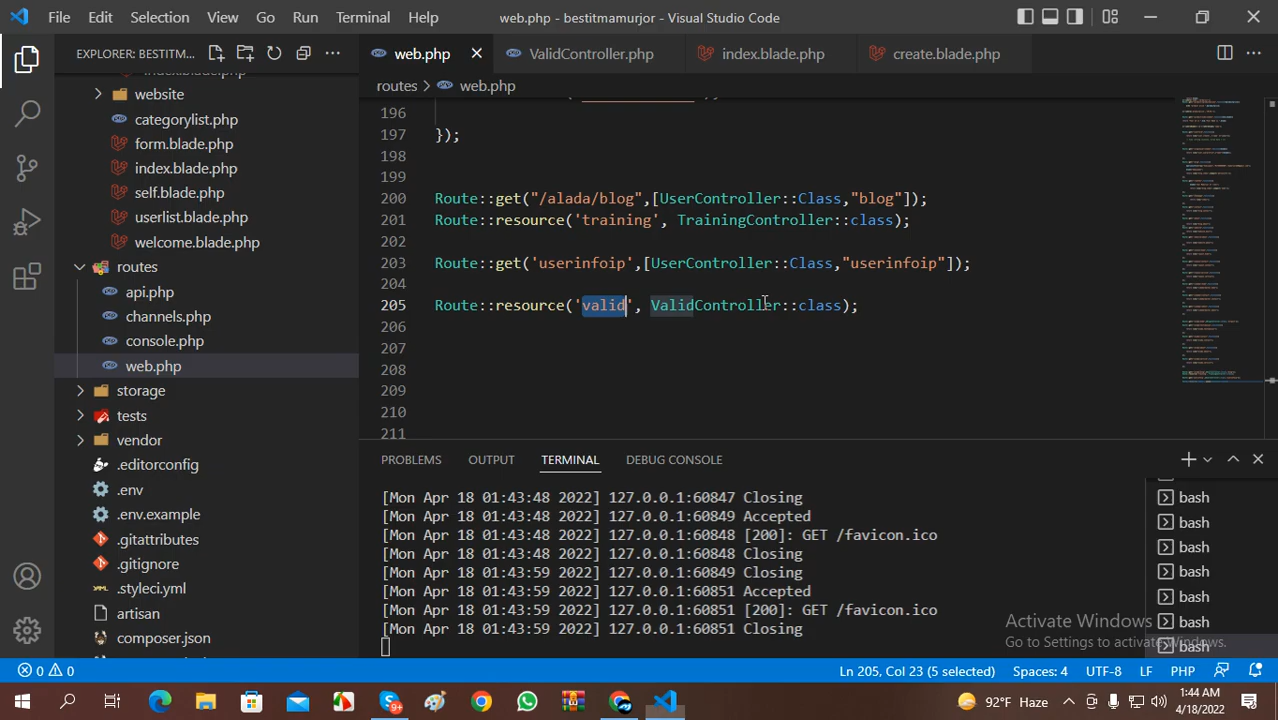 File Edit Selection View Go Run Terminal Help web.php - bestitmamurjor - Visual Studio Code
EXPLORER: BESTITM... web.php ValidController.php index.blade.php create.blade.php
index.blade.php
routes > web.php
website
categorylist.php
form.blade.php
index.blade.php
self.blade.php
userlist.blade.php
welcome.blade.php
routes
api.php
channels.php
console.php
web.php
storage
tests
vendor
.editorconfig
.env
.env.example
.gitattributes
.gitignore
.styleci.yml
artisan
composer.json
196
197 });
198
199
200 Route::get("/alada/blog",[UserController::Class,"blog"]);
201 Route::resource('training', TrainingController::class);
202
203 Route::get('userinfoip',[UserController::Class,"userinfoip"]);
204
205 Route::resource('valid', ValidController::class);
206
207
208
209
210
211
PROBLEMS OUTPUT TERMINAL DEBUG CONSOLE
[Mon Apr 18 01:43:48 2022] 127.0.0.1:60847 Closing
[Mon Apr 18 01:43:48 2022] 127.0.0.1:60849 Accepted
[Mon Apr 18 01:43:48 2022] 127.0.0.1:60848 [200]: GET /favicon.ico
[Mon Apr 18 01:43:48 2022] 127.0.0.1:60848 Closing
[Mon Apr 18 01:43:59 2022] 127.0.0.1:60849 Closing
[Mon Apr 18 01:43:59 2022] 127.0.0.1:60851 Accepted
[Mon Apr 18 01:43:59 2022] 127.0.0.1:60851 [200]: GET /favicon.ico
[Mon Apr 18 01:43:59 2022] 127.0.0.1:60851 Closing
bash
bash
bash
bash
bash
bash
bash
Activate Windows
Go to Settings to activate Windows.
0 0 Ln 205, Col 23 (5 selected) Spaces: 4 UTF-8 LF PHP
9+ 92°F Haze 1:44 AM
4/18/2022